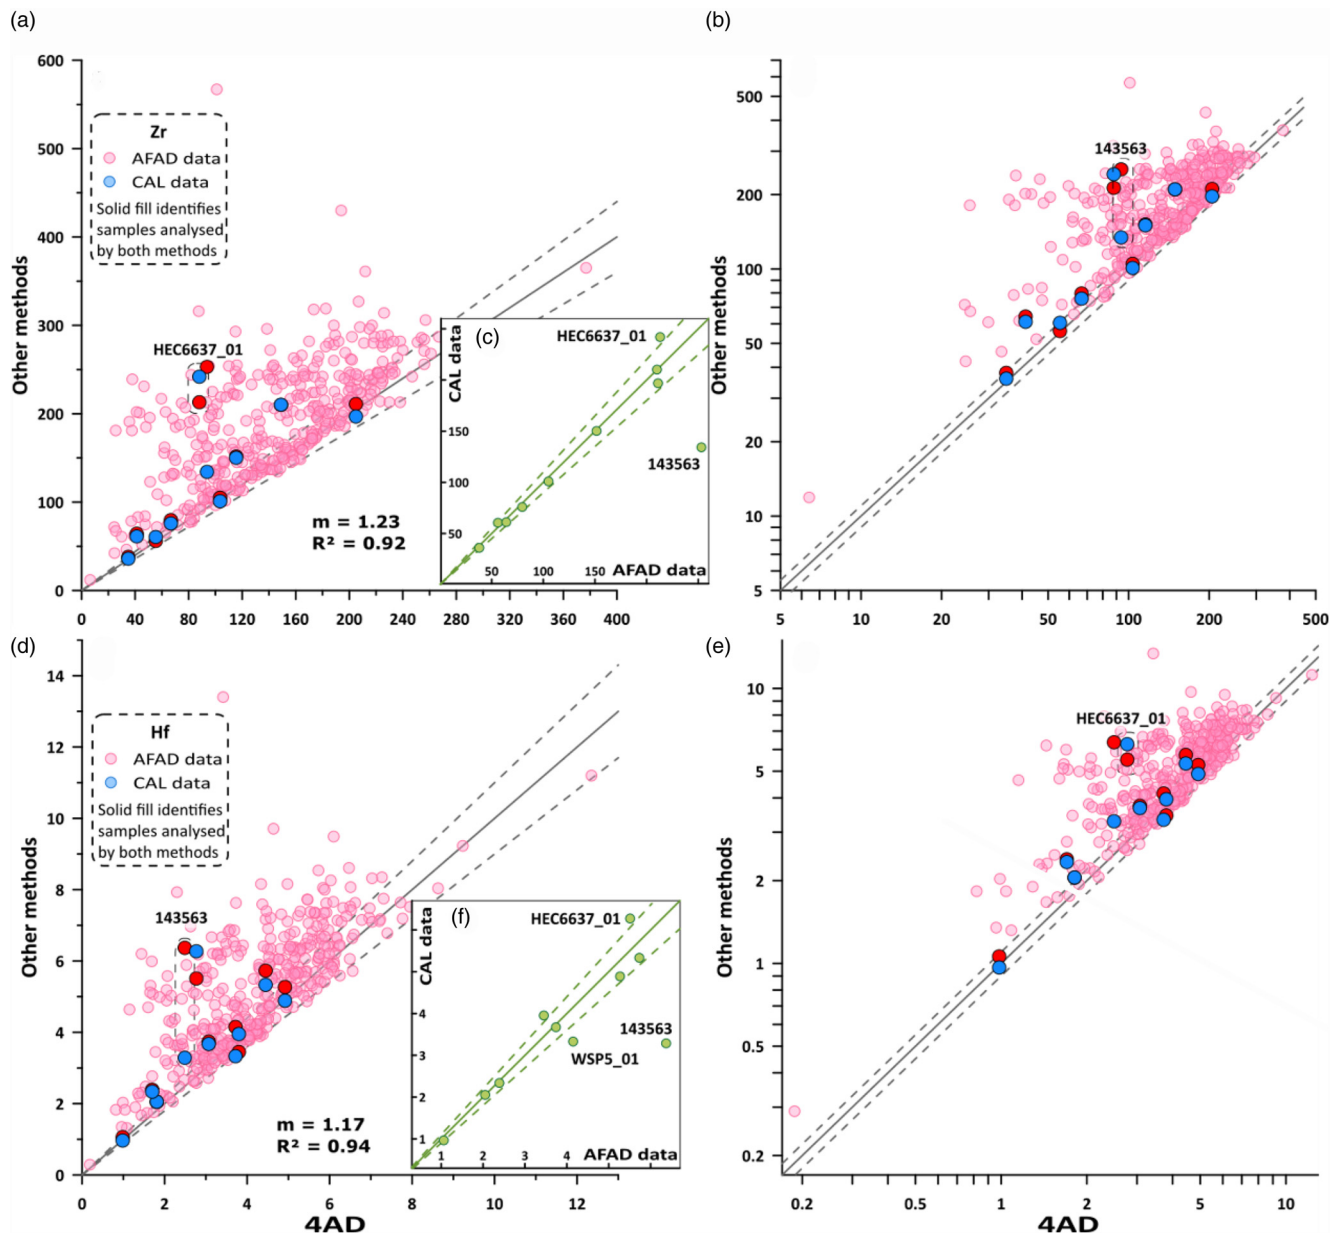 (a)
600
500
400
300
200
100
0
Other methods
Zr
AFAD data
CAL data
Solid fill identifies
samples analysed
by both methods
HEC6637_01
m = 1.23
R² = 0.92
0 40 80 120 160 200 240 280 320 360 400
(c)
CAL data
HEC6637_01
150
100
50
143563
50 100 150 AFAD data
(b)
500
200
100
50
20
10
5
Other methods
143563
5 10 20 50 100 200 500
(d)
14
12
10
8
6
4
2
0
Other methods
Hf
AFAD data
CAL data
Solid fill identifies
samples analysed
by both methods
143563
m = 1.17
R² = 0.94
0 2 4 6 8 10 12
4AD
(f)
CAL data
HEC6637_01
4
3
2
1
143563
WSP5_01
1 2 3 4 AFAD data
(e)
10
5
2
1
0.5
0.2
Other methods
HEC6637_01
0.2 0.5 1 2 5 10
4AD